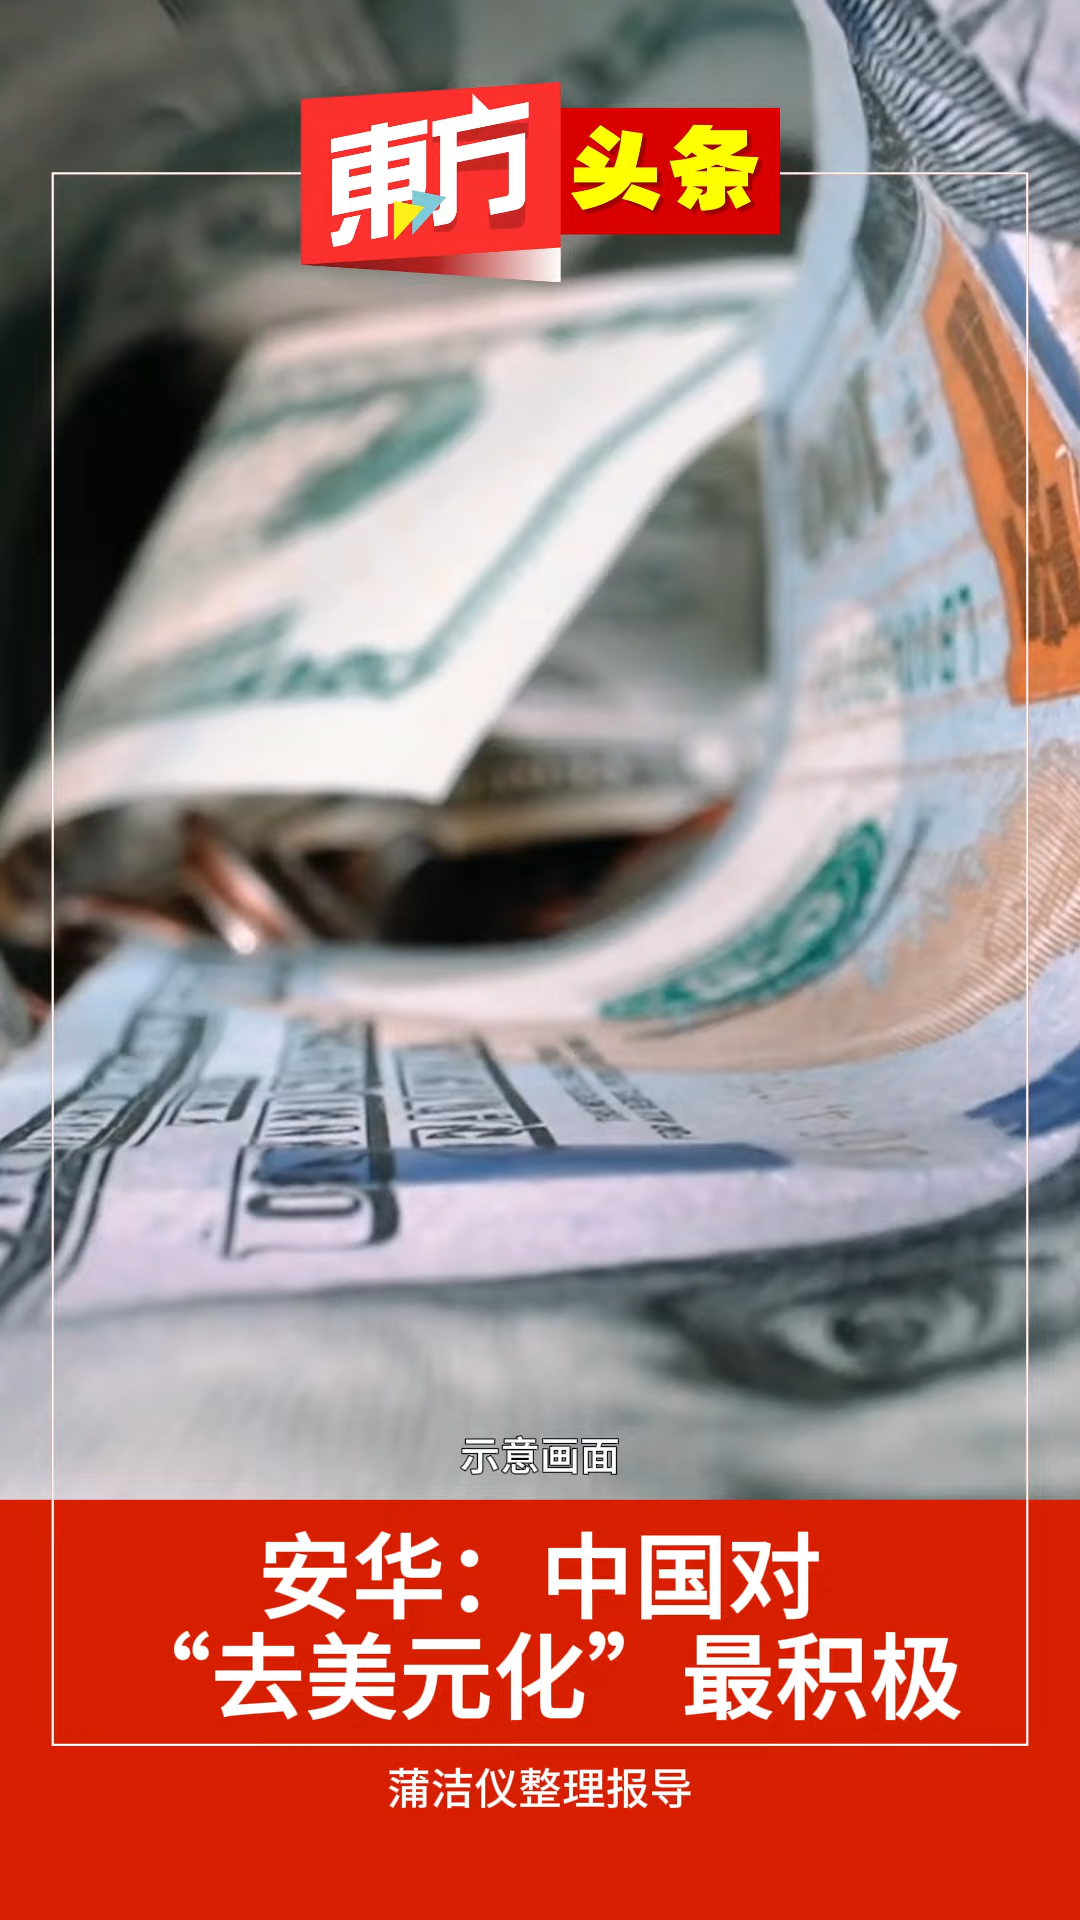 東方
头条
示意画面
安华：中国对
“去美元化”最积极
蒲洁仪整理报导